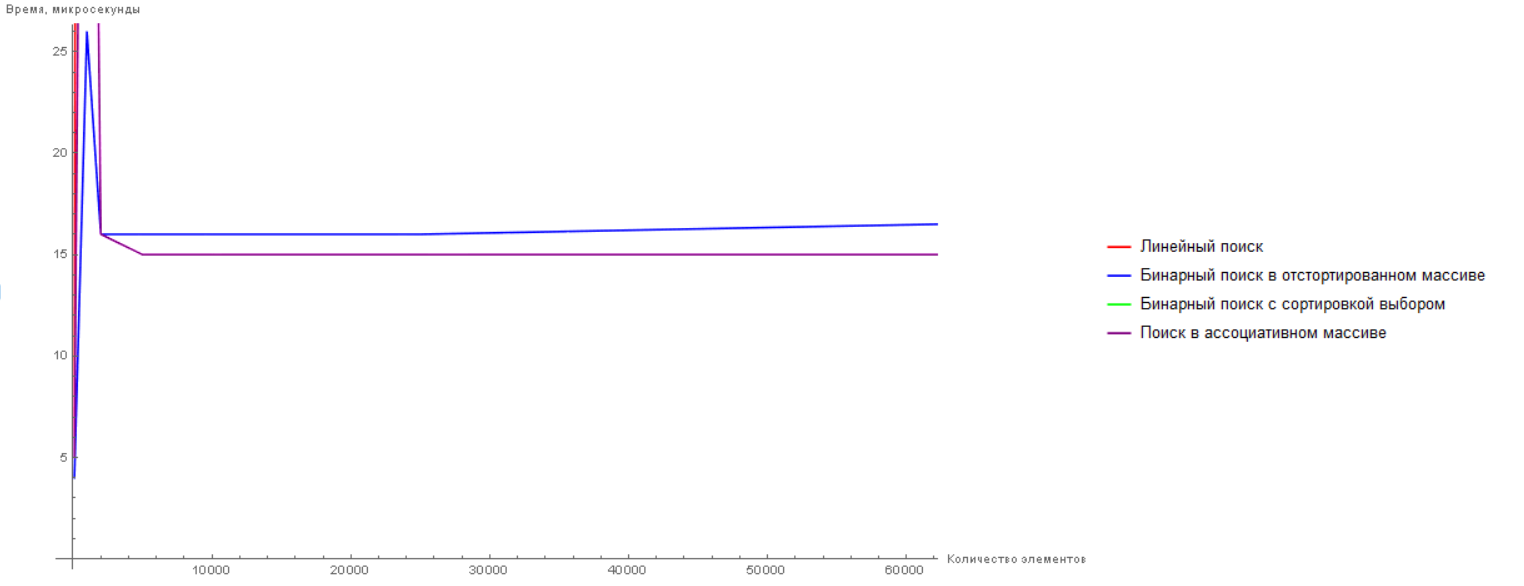 Время, микросекунды
25
20
15
10
5
10000
20000
30000
40000
50000
60000
Количество элементов
Линейный поиск
Бинарный поиск в отстортированном массиве
Бинарный поиск с сортировкой выбором
Поиск в ассоциативном массиве